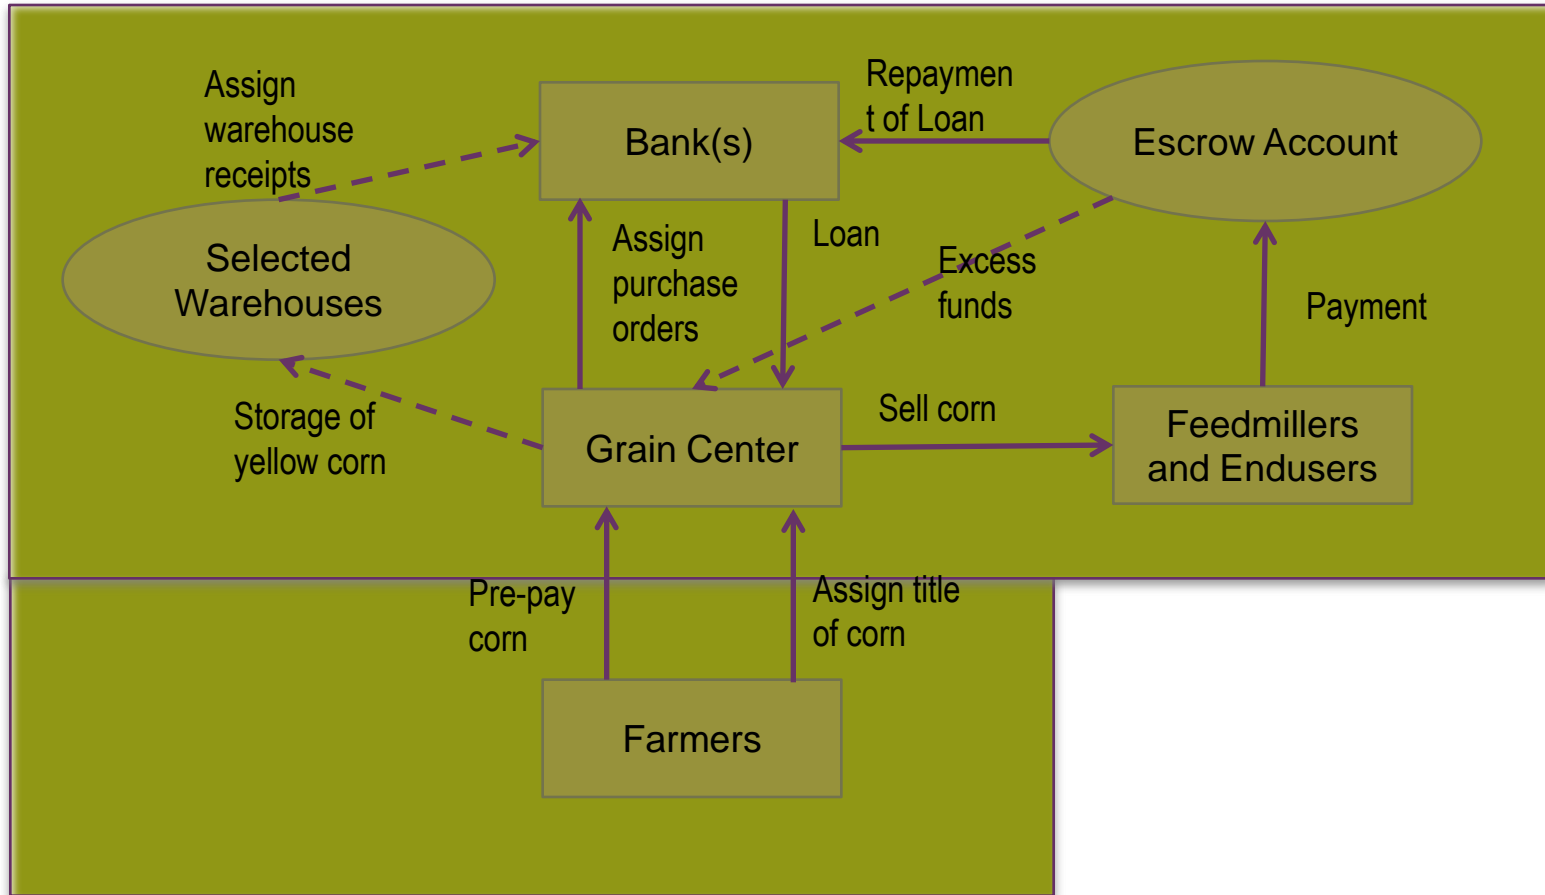 Assign
warehouse
receipts
Bank(s)
Repaymen
t of Loan
Escrow Account
Selected
Warehouses
Assign
purchase
orders
Loan
Excess
funds
Payment
Storage of
yellow corn
Grain Center
Sell corn
Feedmillers
and Endusers
Pre-pay
corn
Assign title
of corn
Farmers